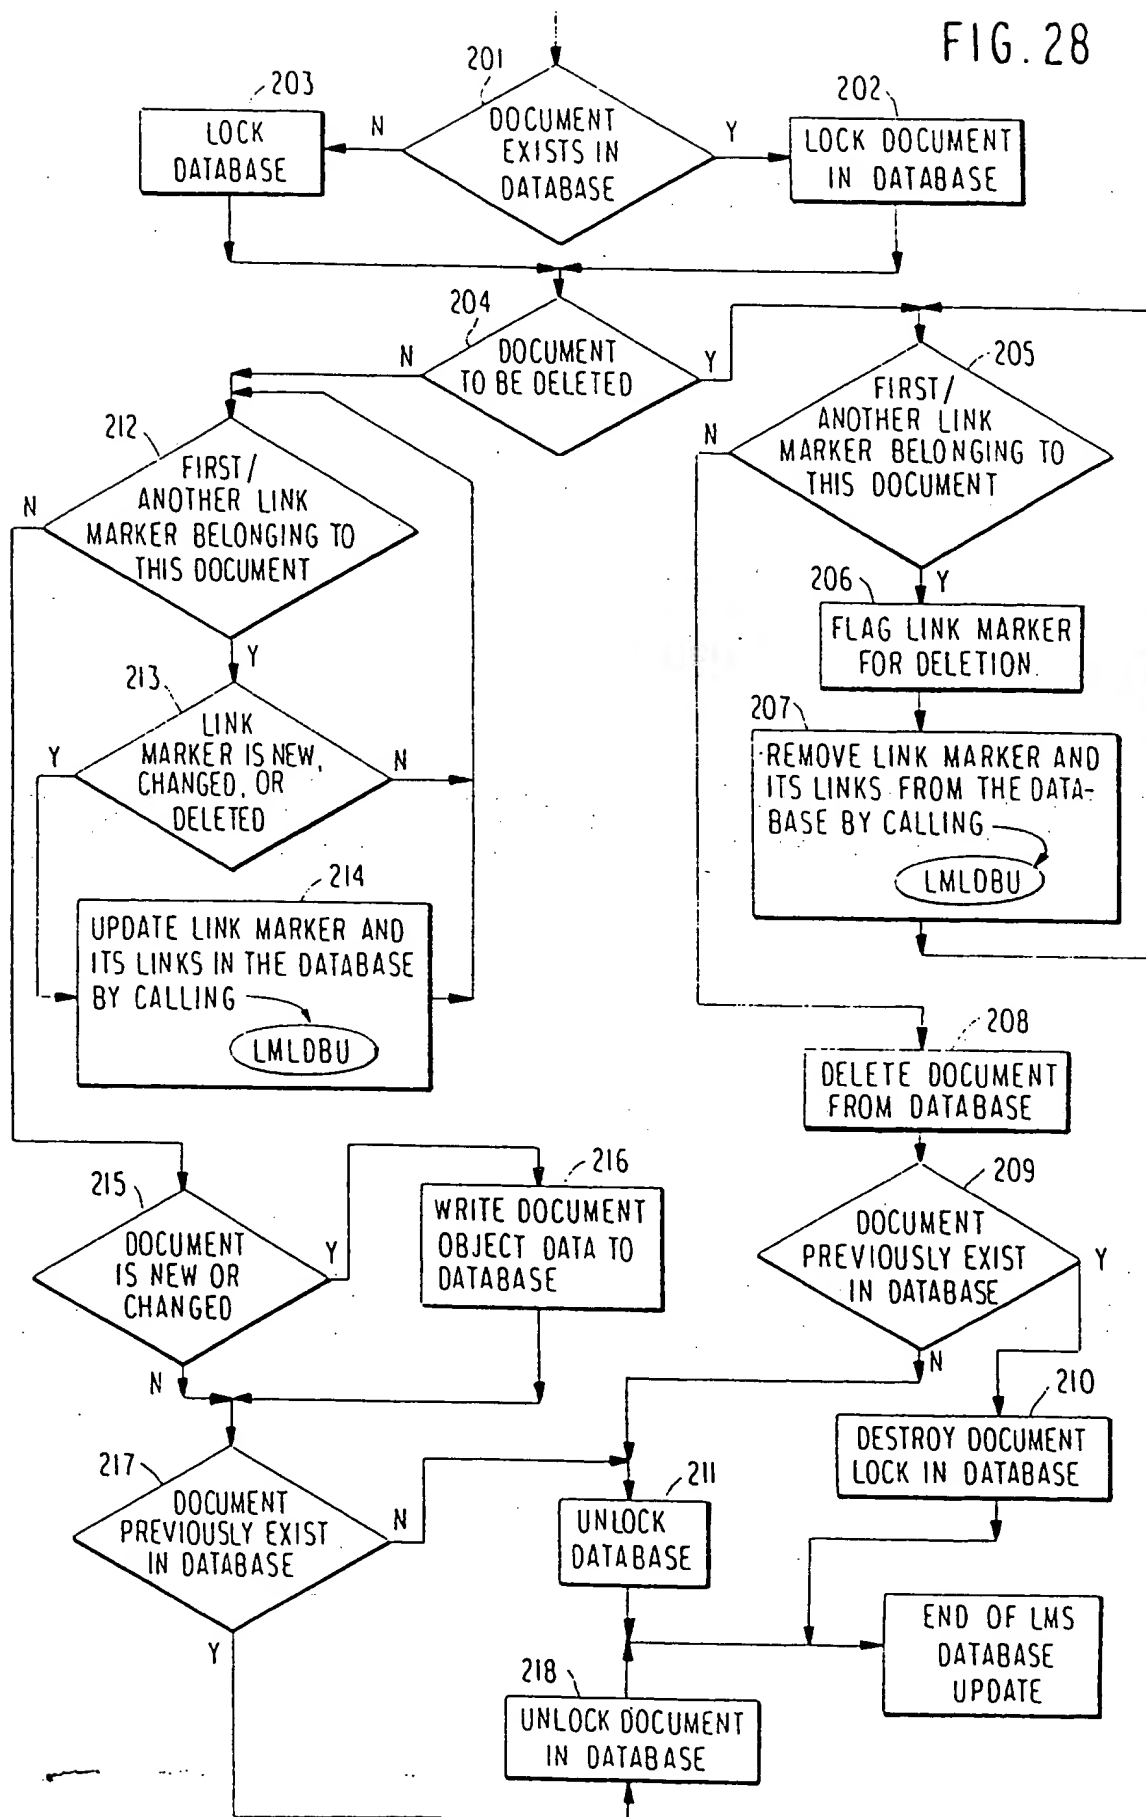 FIG. 28
201
DOCUMENT
EXISTS IN
DATABASE
N
Y
203
LOCK
DATABASE
202
LOCK DOCUMENT
IN DATABASE
204
DOCUMENT
TO BE DELETED
N
Y
205
FIRST/
ANOTHER LINK
MARKER BELONGING TO
THIS DOCUMENT
N
Y
212
FIRST/
ANOTHER LINK
MARKER BELONGING TO
THIS DOCUMENT
N
Y
206
FLAG LINK MARKER
FOR DELETION.
213
LINK
MARKER IS NEW,
CHANGED, OR
DELETED
Y
N
207
REMOVE LINK MARKER AND
ITS LINKS FROM THE DATA-
BASE BY CALLING
LMLDBU
214
UPDATE LINK MARKER AND
ITS LINKS IN THE DATABASE
BY CALLING
LMLDBU
208
DELETE DOCUMENT
FROM DATABASE
215
DOCUMENT
IS NEW OR
CHANGED
Y
N
216
WRITE DOCUMENT
OBJECT DATA TO
DATABASE
209
DOCUMENT
PREVIOUSLY EXIST
IN DATABASE
Y
N
210
DESTROY DOCUMENT
LOCK IN DATABASE
217
DOCUMENT
PREVIOUSLY EXIST
IN DATABASE
N
Y
211
UNLOCK
DATABASE
END OF LMS
DATABASE
UPDATE
218
UNLOCK DOCUMENT
IN DATABASE